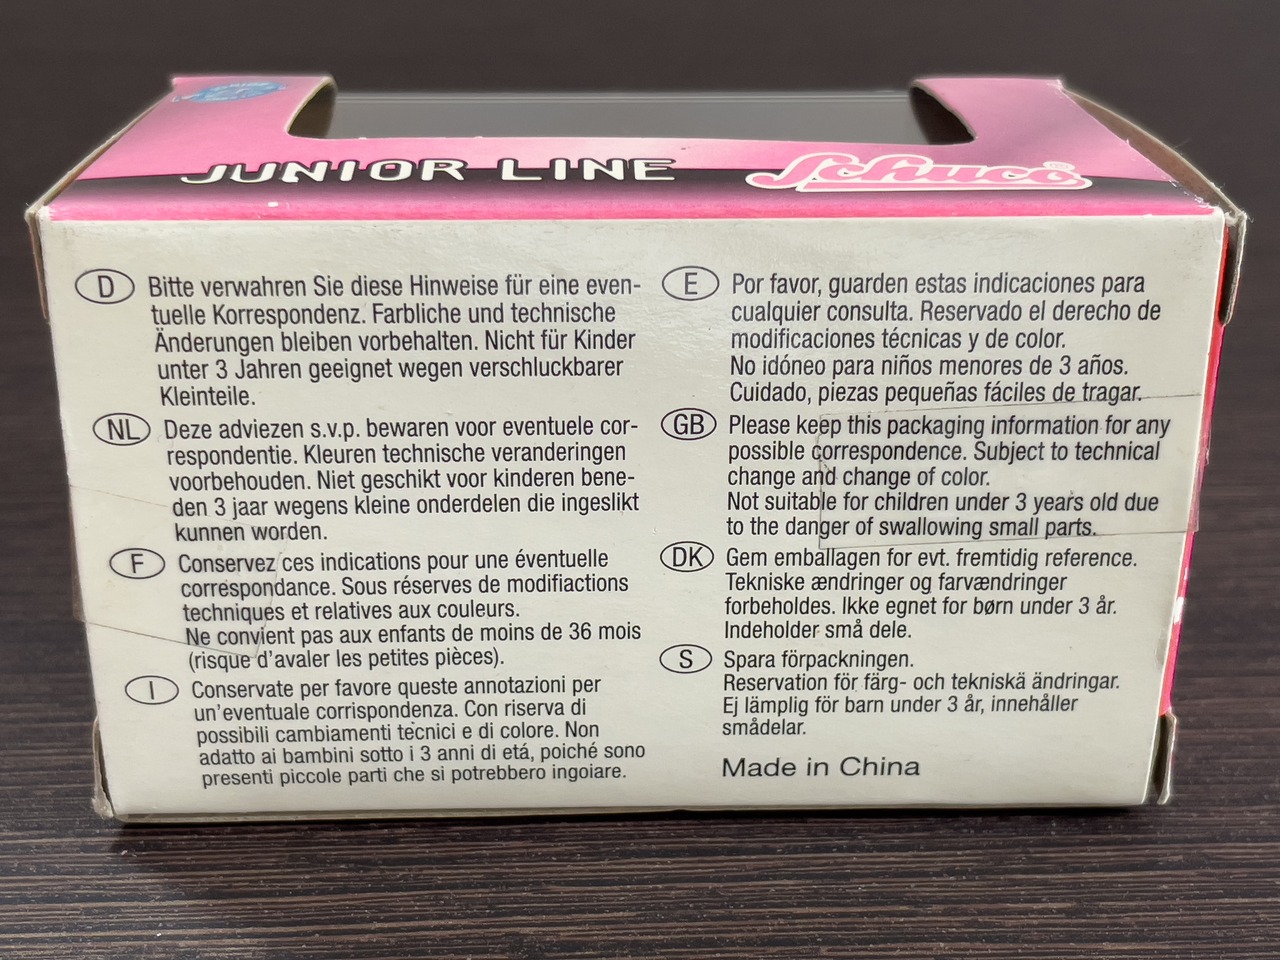 JUNIOR LINE
Schuco®
D
Bitte verwahren Sie diese Hinweise für eine even-
tuelle Korrespondenz. Farbliche und technische
Änderungen bleiben vorbehalten. Nicht für Kinder
unter 3 Jahren geeignet wegen verschluckbarer
Kleinteile.
NL
Deze adviezen s.v.p. bewaren voor eventuele cor-
respondentie. Kleuren technische veranderingen
voorbehouden. Niet geschikt voor kinderen bene-
den 3 jaar wegens kleine onderdelen die ingeslikt
kunnen worden.
F
Conservez ces indications pour une éventuelle
correspondance. Sous réserves de modifiactions
techniques et relatives aux couleurs.
Ne convient pas aux enfants de moins de 36 mois
(risque d'avaler les petites pièces).
I
Conservate per favore queste annotazioni per
un'eventuale corrispondenza. Con riserva di
possibili cambiamenti tècnici e di colore. Non
adatto ai bambini sotto i 3 anni di etá, poiché sono
presenti piccole parti che si potrebbero ingoiare.
E
Por favor, guarden estas indicaciones para
cualquier consulta. Reservado el derecho de
modificaciones técnicas y de color.
No idóneo para niños menores de 3 años.
Cuidado, piezas pequeñas fáciles de tragar.
GB
Please keep this packaging information for any
possible correspondence. Subject to technical
change and change of color.
Not suitable for children under 3 years old due
to the danger of swallowing small parts.
DK
Gem emballagen for evt. fremtidig reference.
Tekniske ændringer og farvændringer
forbeholdes. Ikke egnet for børn under 3 år.
Indeholder små dele.
S
Spara förpackningen.
Reservation för färg- och tekniskä ändringar.
Ej lämplig för barn under 3 år, innehåller
smådelar.
Made in China